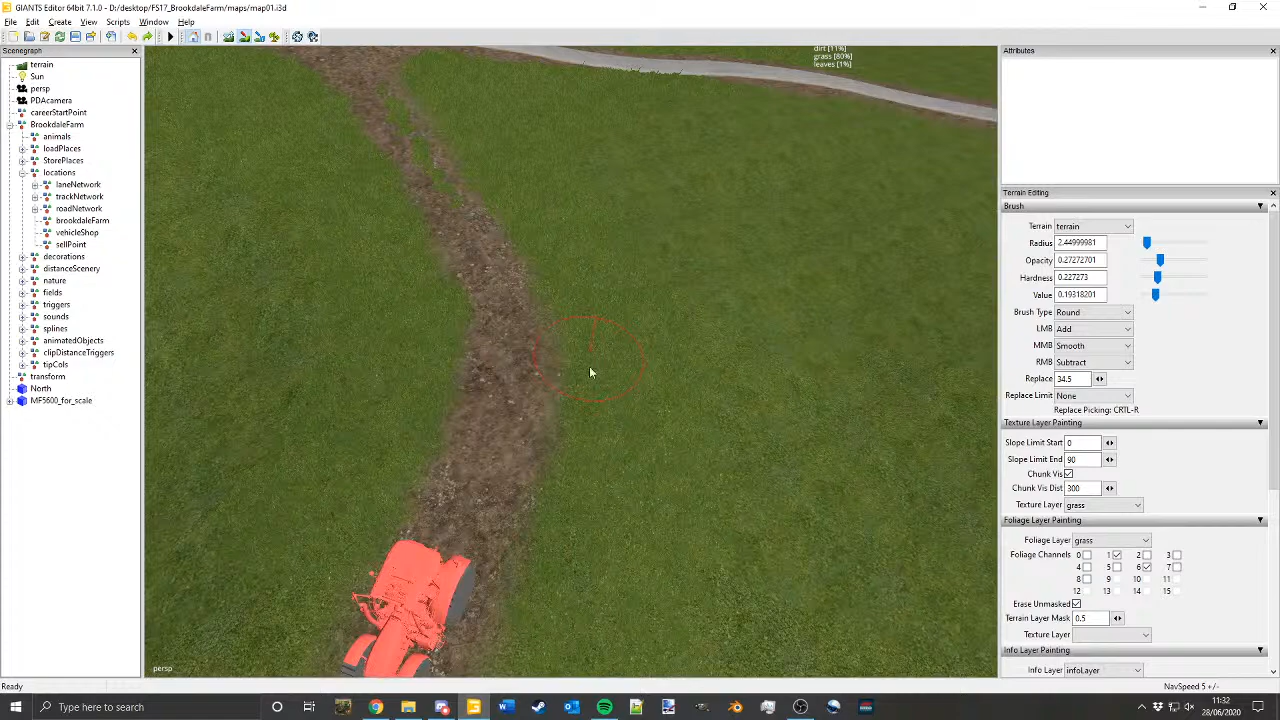 GIANTS Editor 64bit 7.1.0 - D:/desktop/FS17_BrookdaleFarm/maps/map01.i3d
File Edit Create View Scripts Window Help
Scenegraph
terrain
Sun
persp
PDAcamera
careerStartPoint
BrookdaleFarm
animals
loadPlaces
StorePlaces
locations
laneNetwork
trackNetwork
roadNetwork
brookdaleFarm
vehicleShop
sellPoint
decorations
distanceScenery
nature
fields
triggers
sounds
splines
animatedObjects
clipDistanceTriggers
tipCols
transform
North
MF5600_for_scale
dirt [11%]
grass [80%]
leaves [1%]
persp
Attributes
Terrain Editing
Brush
Terrain terrain
Radius 2.44999981
Opacity 0.27272701
Hardness 0.227273
Value 0.19318201
Brush Type Round
LMB Add
MMB Smooth
RMB Subtract
Replace 34.5
Replace Limit None
Replace Picking: CRTL-R
Texture Layer Painting
Slope Limit Start 0
Slope Limit End 90
Chunk Vis
Chunk Vis Dist 300
Texture Layer grass
Foliage Layer Painting
Foliage Layer grass
Foliage Channels 0 1 2 3
4 5 6 7
8 9 10 11
12 13 14 15
Erase Unmasked
Terrain Layer Mask 0.5
Texture Layer
Info Layer Painting
Info Layer infoLayer
Ready
NavSpeed 5 +/-
Type here to search
11:32
28/06/2020